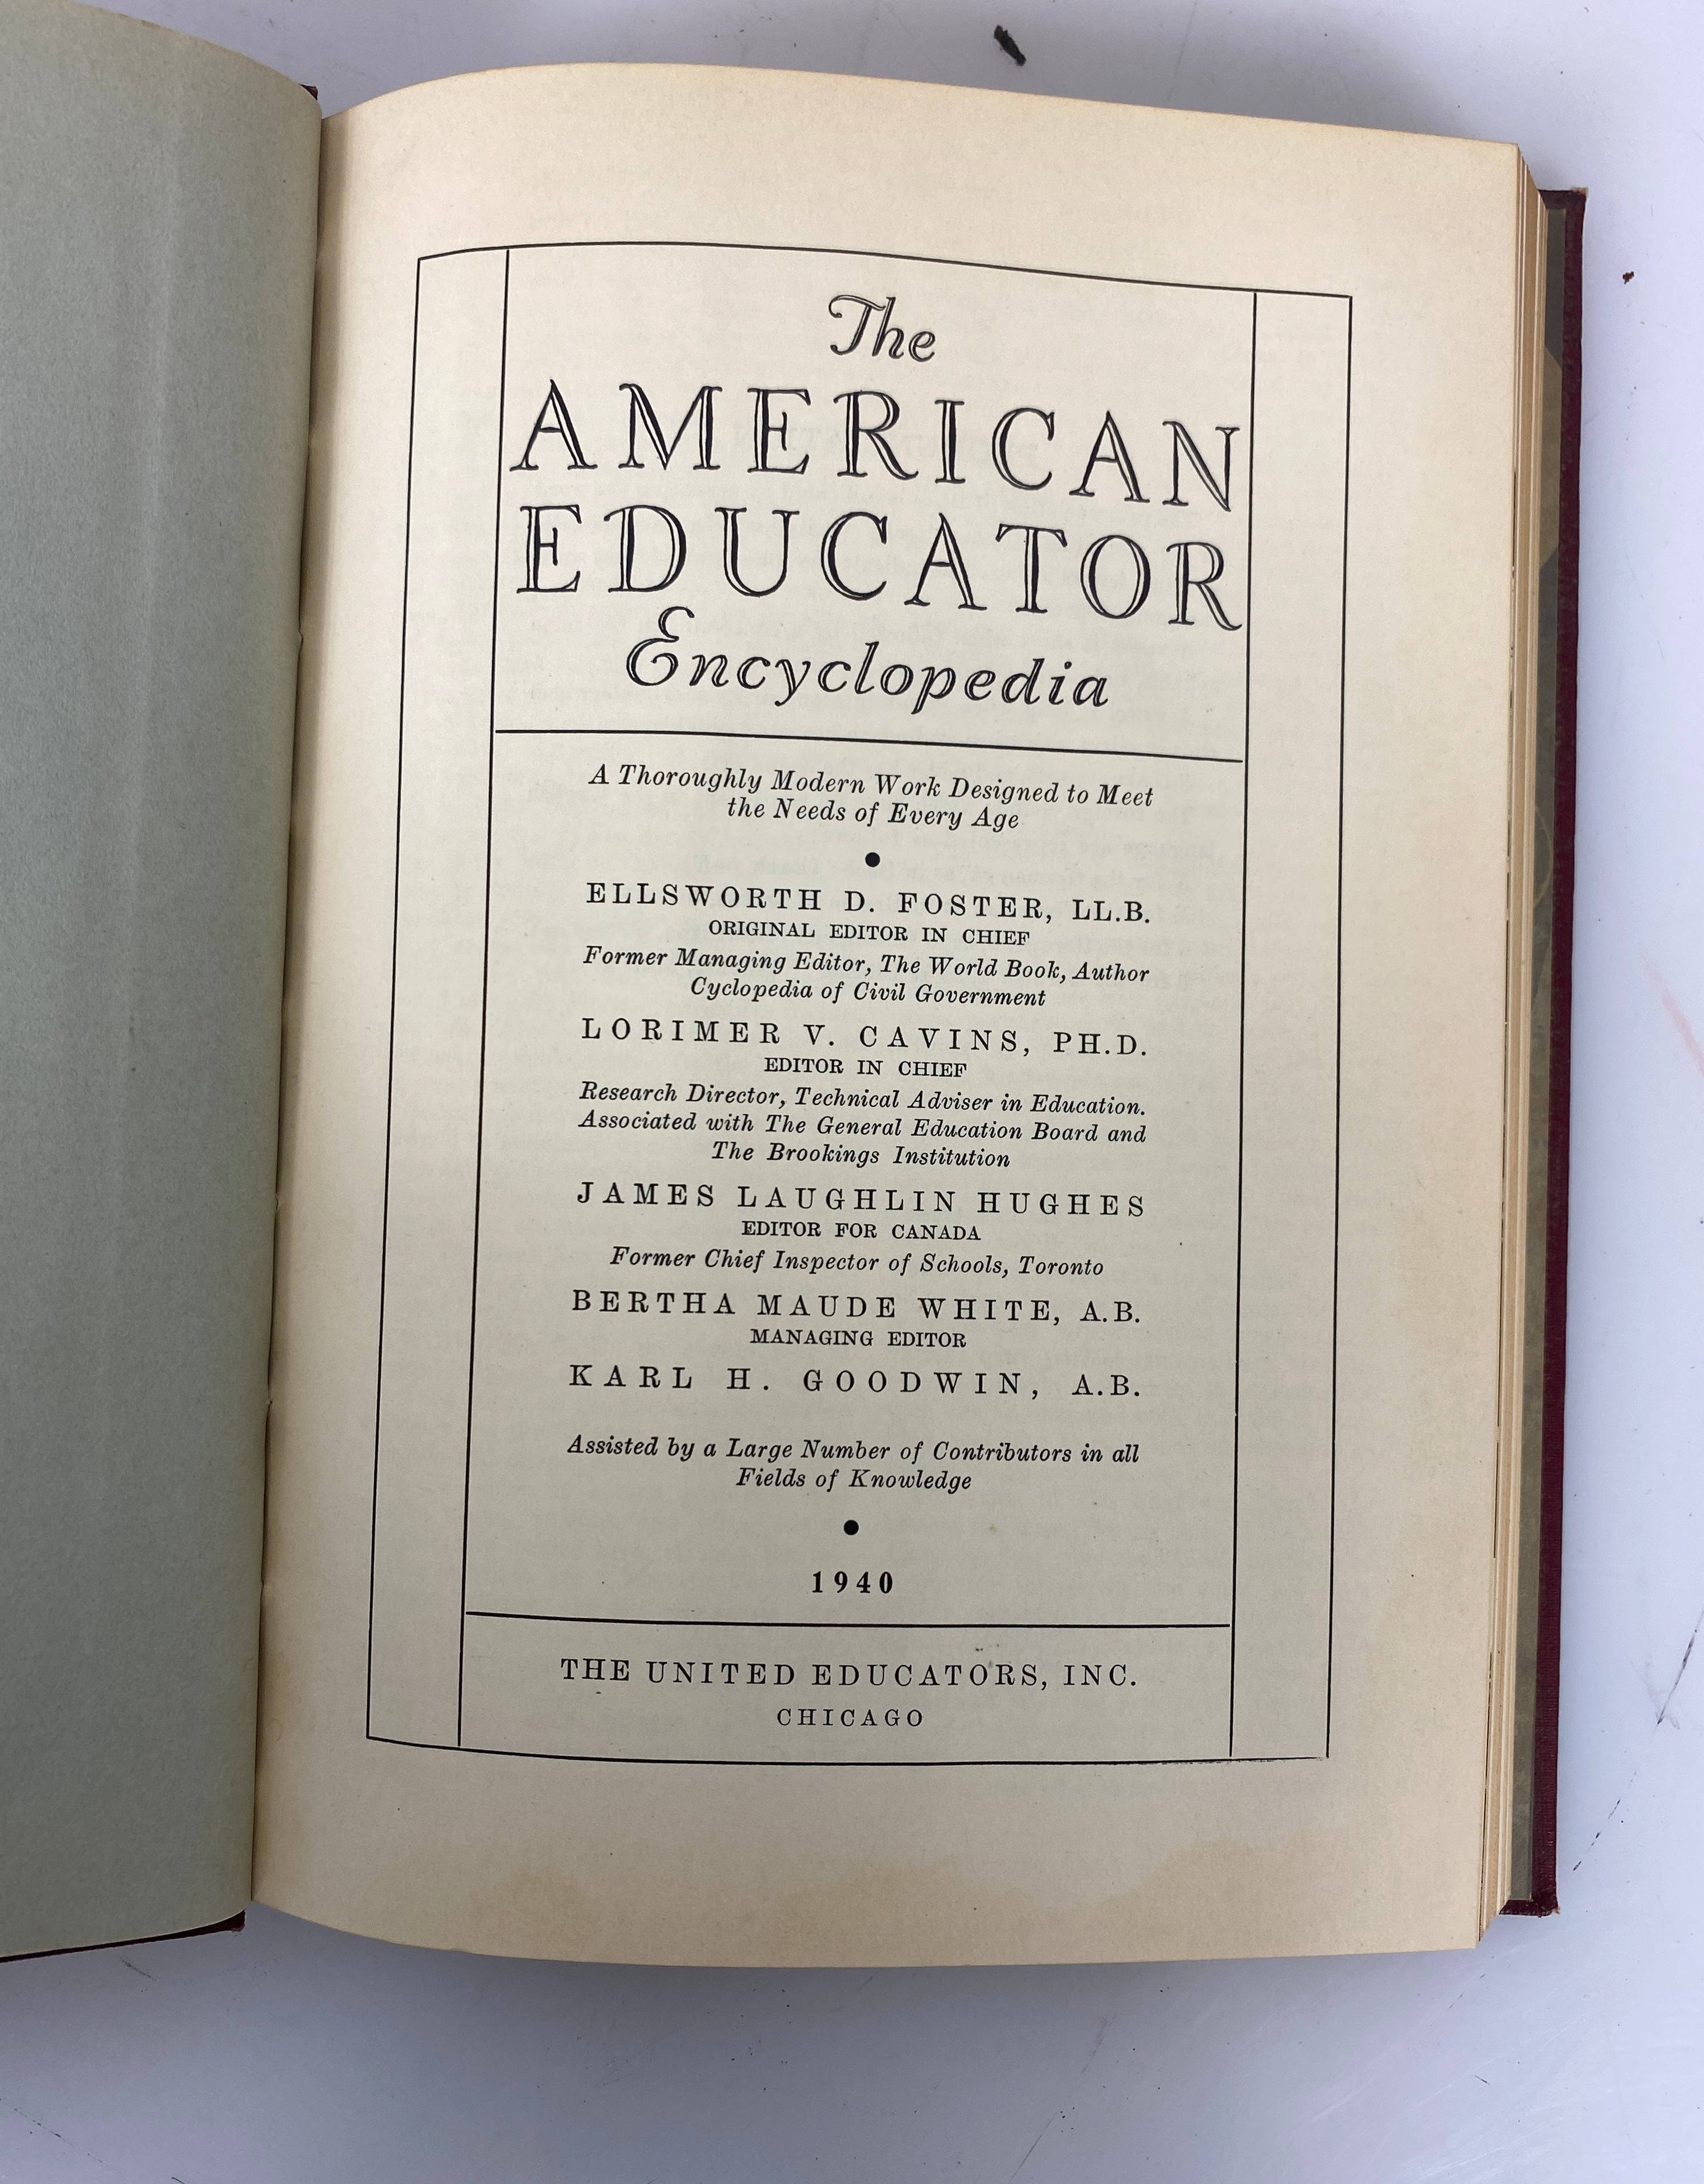 The
AMERICAN
EDUCATOR
Encyclopedia
A Thoroughly Modern Work Designed to Meet
the Needs of Every Age
●
ELLSWORTH D. FOSTER, LL.B.
ORIGINAL EDITOR IN CHIEF
Former Managing Editor, The World Book, Author
Cyclopedia of Civil Government
LORIMER V. CAVINS, PH.D.
EDITOR IN CHIEF
Research Director, Technical Adviser in Education.
Associated with The General Education Board and
The Brookings Institution
JAMES LAUGHLIN HUGHES
EDITOR FOR CANADA
Former Chief Inspector of Schools, Toronto
BERTHA MAUDE WHITE, A.B.
MANAGING EDITOR
KARL H. GOODWIN, A.B.
Assisted by a Large Number of Contributors in all
Fields of Knowledge
●
1940
THE UNITED EDUCATORS, INC.
CHICAGO